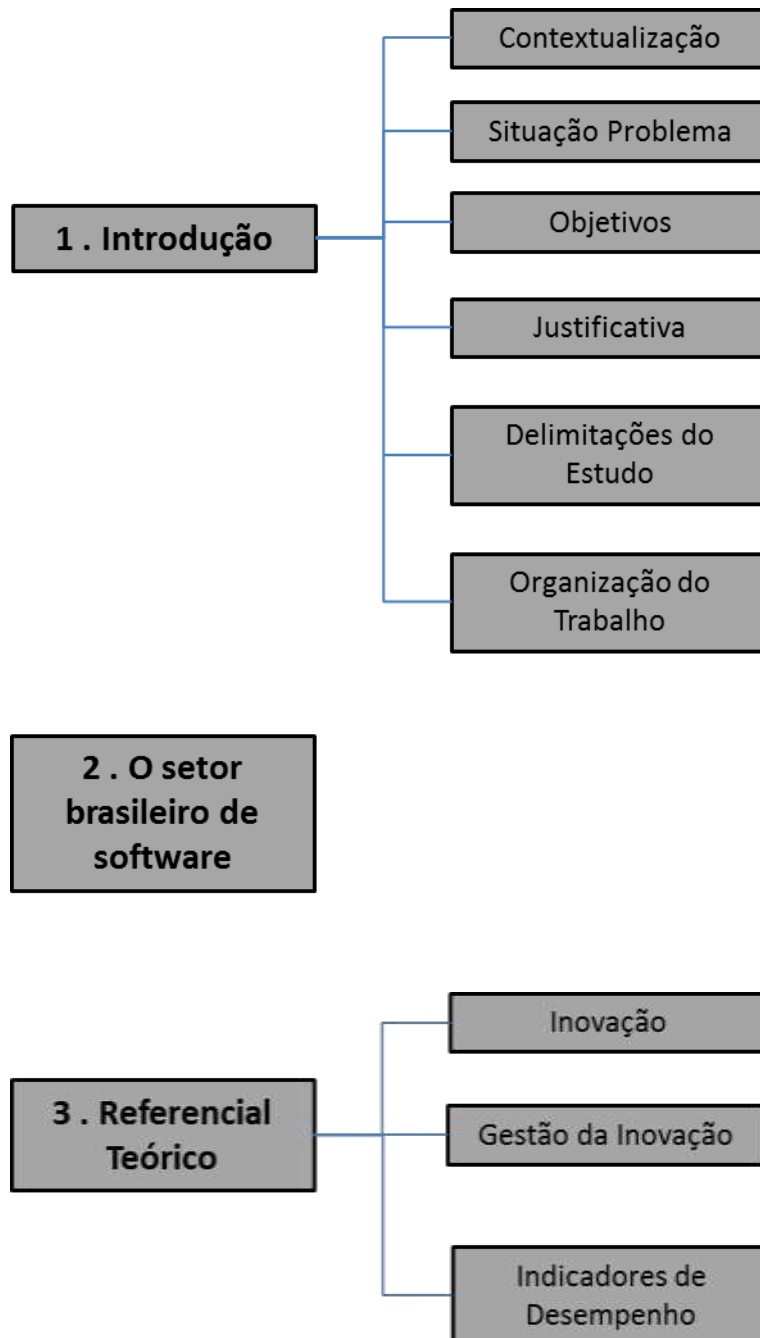 1 . Introdução
Contextualização
Situação Problema
Objetivos
Justificativa
Delimitações do
Estudo
Organização do
Trabalho
2 . O setor
brasileiro de
software
3 . Referencial
Teórico
Inovação
Gestão da Inovação
Indicadores de
Desempenho